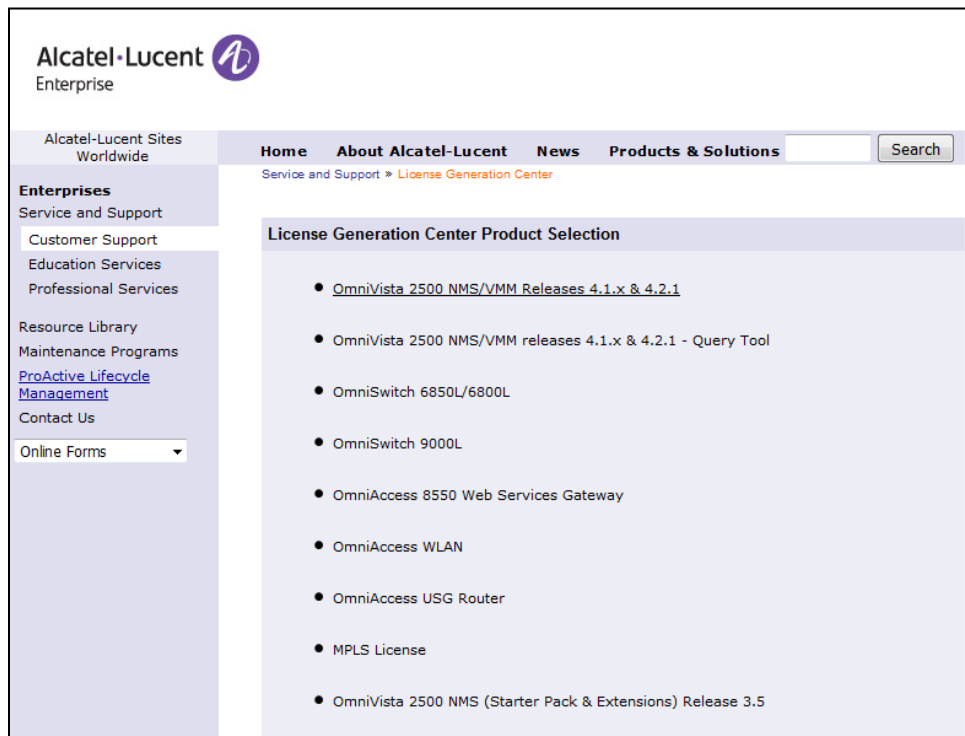 Alcatel•Lucent
Enterprise
Alcatel-Lucent Sites
Worldwide
Home About Alcatel-Lucent News Products & Solutions Search
Service and Support » License Generation Center
Enterprises
Service and Support
Customer Support
Education Services
Professional Services
Resource Library
Maintenance Programs
ProActive Lifecycle
Management
Contact Us
Online Forms
License Generation Center Product Selection
• OmniVista 2500 NMS/VMM Releases 4.1.x & 4.2.1
• OmniVista 2500 NMS/VMM releases 4.1.x & 4.2.1 - Query Tool
• OmniSwitch 6850L/6800L
• OmniSwitch 9000L
• OmniAccess 8550 Web Services Gateway
• OmniAccess WLAN
• OmniAccess USG Router
• MPLS License
• OmniVista 2500 NMS (Starter Pack & Extensions) Release 3.5